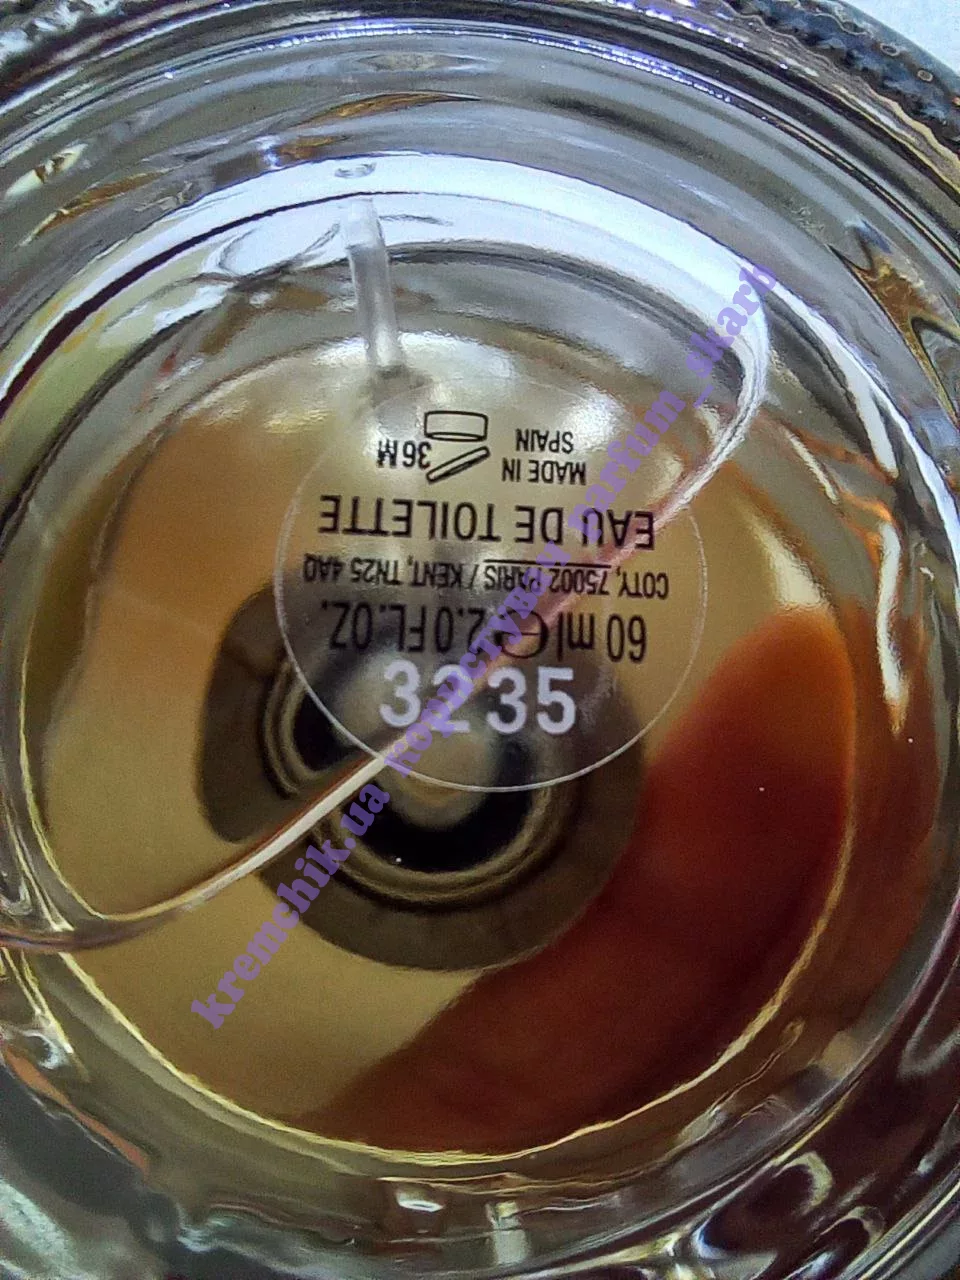 60 ml ℮ 2.0 FL.OZ.
COTY, 75002 PARIS / KENT, TN25 4AQ
EAU DE TOILETTE
MADE IN
SPAIN
36M
3235
kremchik.ua користувач parfum_skarb